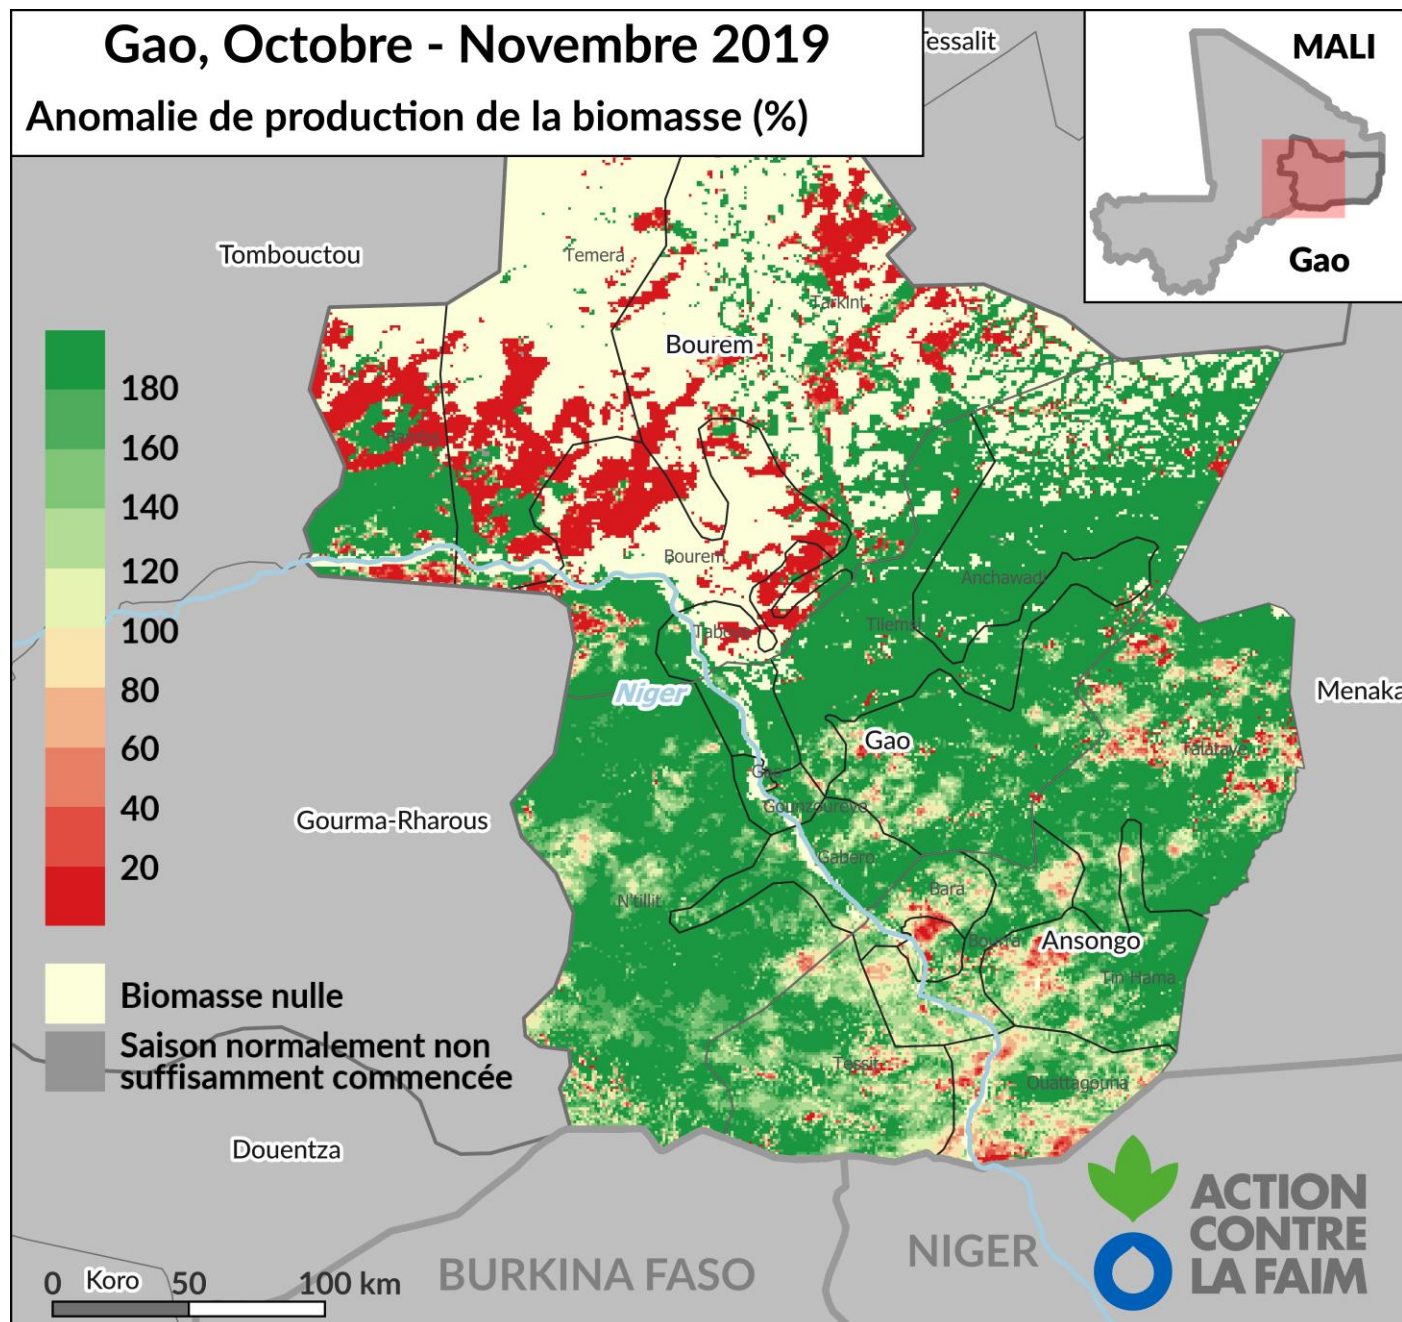 Gao, Octobre - Novembre 2019
Anomalie de production de la biomasse (%)
Tessalit
MALI
Gao
Tombouctou
Temera
Tarkint
Bourem
180
160
140
120
100
80
60
40
20
Bamba
Bourem
Anchawadi
Taboye
Tilemsi
Niger
Menaka
Gao
Talataye
Gao
Gounzoureye
Gourma-Rharous
Gabero
Bara
N'tillit
Bourra
Ansongo
Tin Hama
Biomasse nulle
Saison normalement non
suffisamment commencée
Tessit
Ouattagouna
Douentza
ACTION
CONTRE
LA FAIM
NIGER
BURKINA FASO
Koro
0 50 100 km